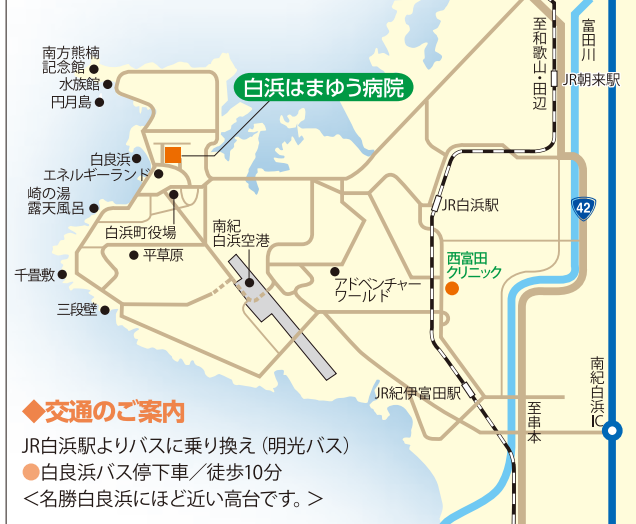 南方熊楠
記念館
水族館
円月島
白浜はまゆう病院
至和歌山・田辺
富田川
JR朝来駅
白良浜
エネルギーランド
崎の湯
露天風呂
白浜町役場
南紀
白浜空港
JR白浜駅
42
平草原
千畳敷
三段壁
アドベンチャー
ワールド
西富田
クリニック
JR紀伊富田駅
至串本
南紀白浜IC
◆交通のご案内
JR白浜駅よりバスに乗り換え（明光バス）
●白良浜バス停下車／徒歩10分
＜名勝白良浜にほど近い高台です。＞